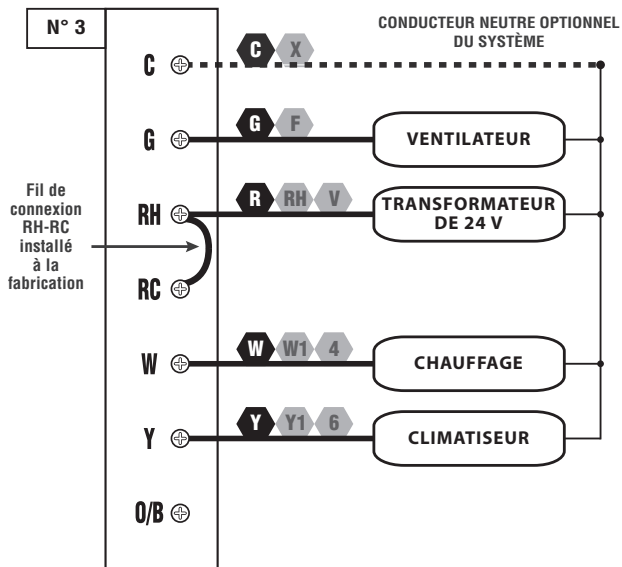 N° 3
CONDUCTEUR NEUTRE OPTIONNEL
DU SYSTÈME
C C X
G G F VENTILATEUR
Fil de
connexion
RH-RC
installé
à la
fabrication
RH R RH V TRANSFORMATEUR
DE 24 V
RC
W W W1 4 CHAUFFAGE
Y Y Y1 6 CLIMATISEUR
O/B